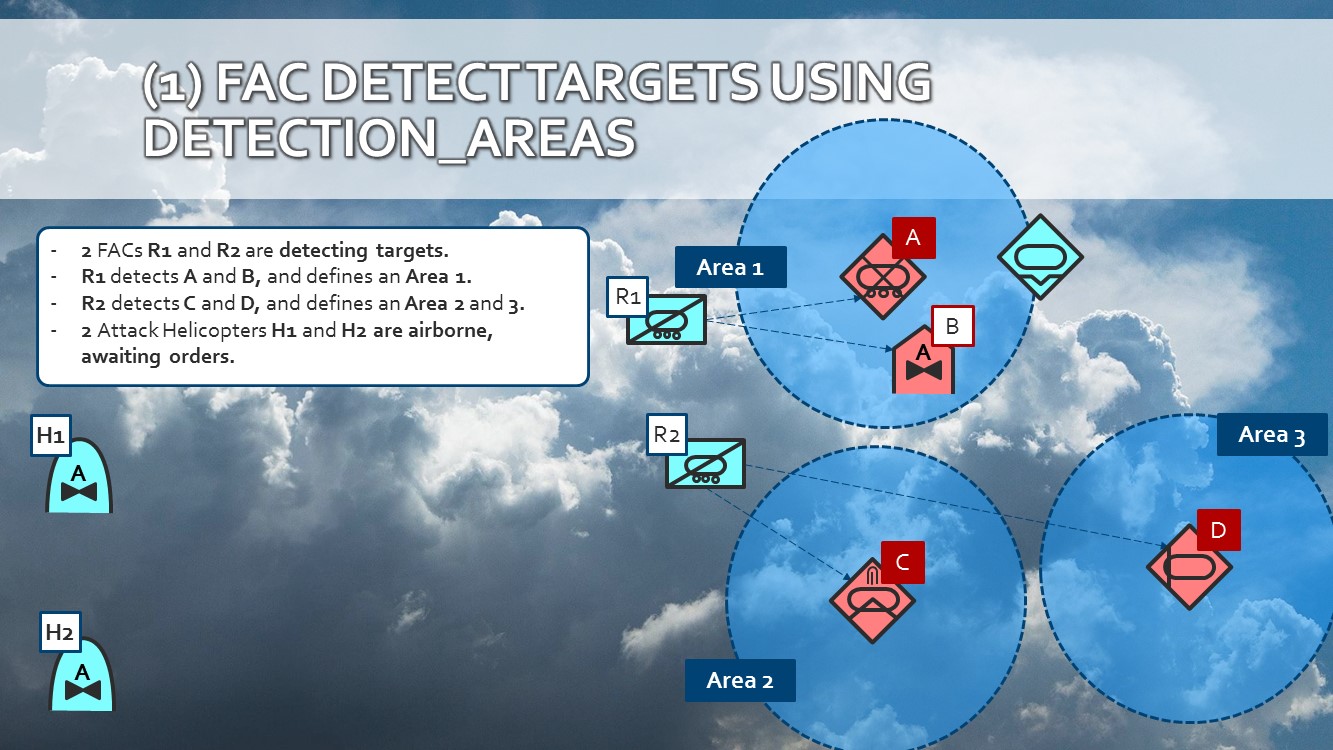 (1) FAC DETECT TARGETS USING
DETECTION_AREAS
- 2 FACs R1 and R2 are detecting targets.
- R1 detects A and B, and defines an Area 1.
- R2 detects C and D, and defines an Area 2 and 3.
- 2 Attack Helicopters H1 and H2 are airborne,
awaiting orders.
Area 1
A
R1
B
A
H1
A
R2
Area 3
D
C
H2
A
Area 2